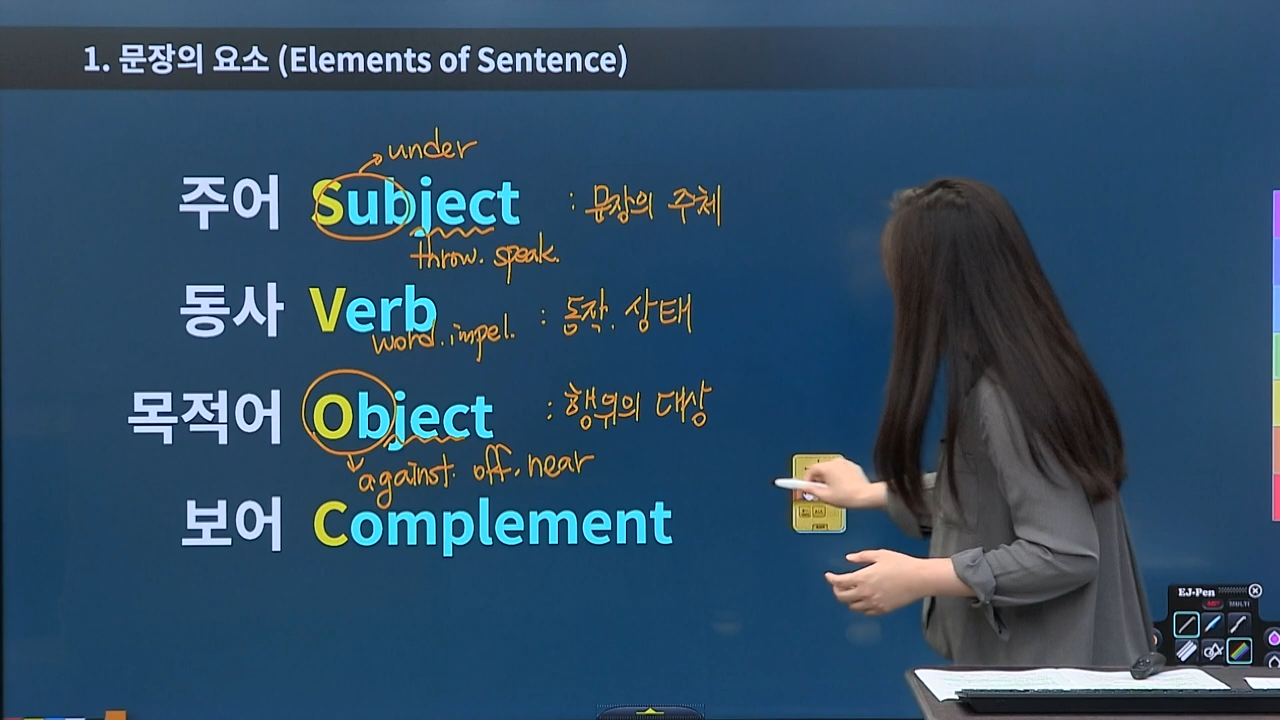 1. 문장의 요소 (Elements of Sentence)
under
주어 Subject : 문장의 주체
throw. speak.
동사 Verb : 동작. 상태
word. impel.
목적어 Object : 행위의 대상
against. off. near
보어 Complement
EJ-Pen
MULTI